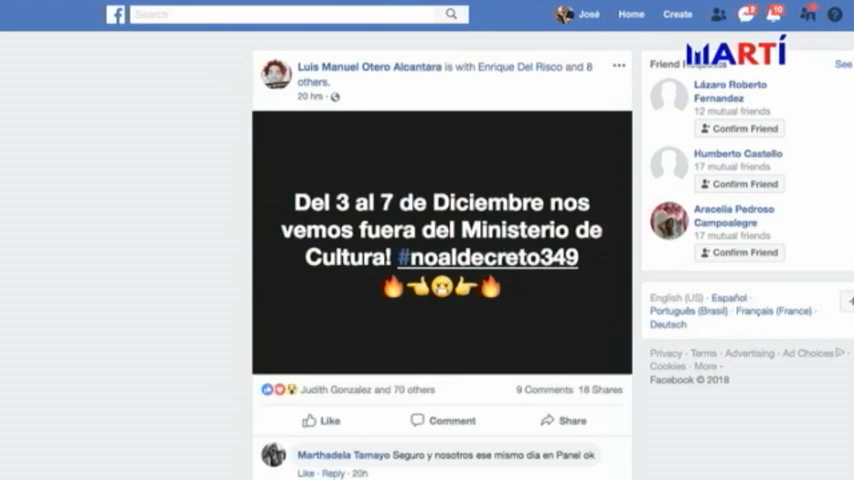 Search
José
Home
Create
2
10
MARTÍ
Luis Manuel Otero Alcantara is with Enrique Del Risco and 8
others.
20 hrs ·
Del 3 al 7 de Diciembre nos
vemos fuera del Ministerio de
Cultura! #noaldecreto349
Judith Gonzalez and 70 others
9 Comments 18 Shares
Like
Comment
Share
Marthadela Tamayo Seguro y nosotros ese mismo dia en Panel ok
Like · Reply · 20h
Friend
See
Lázaro Roberto
Fernandez
12 mutual friends
Confirm Friend
Humberto Castello
17 mutual friends
Confirm Friend
Aracelia Pedroso
Campoalegre
17 mutual friends
Confirm Friend
English (US) · Español ·
Português (Brasil) · Français (France) ·
Deutsch
Privacy · Terms · Advertising · Ad Choices
Cookies · More
Facebook © 2018